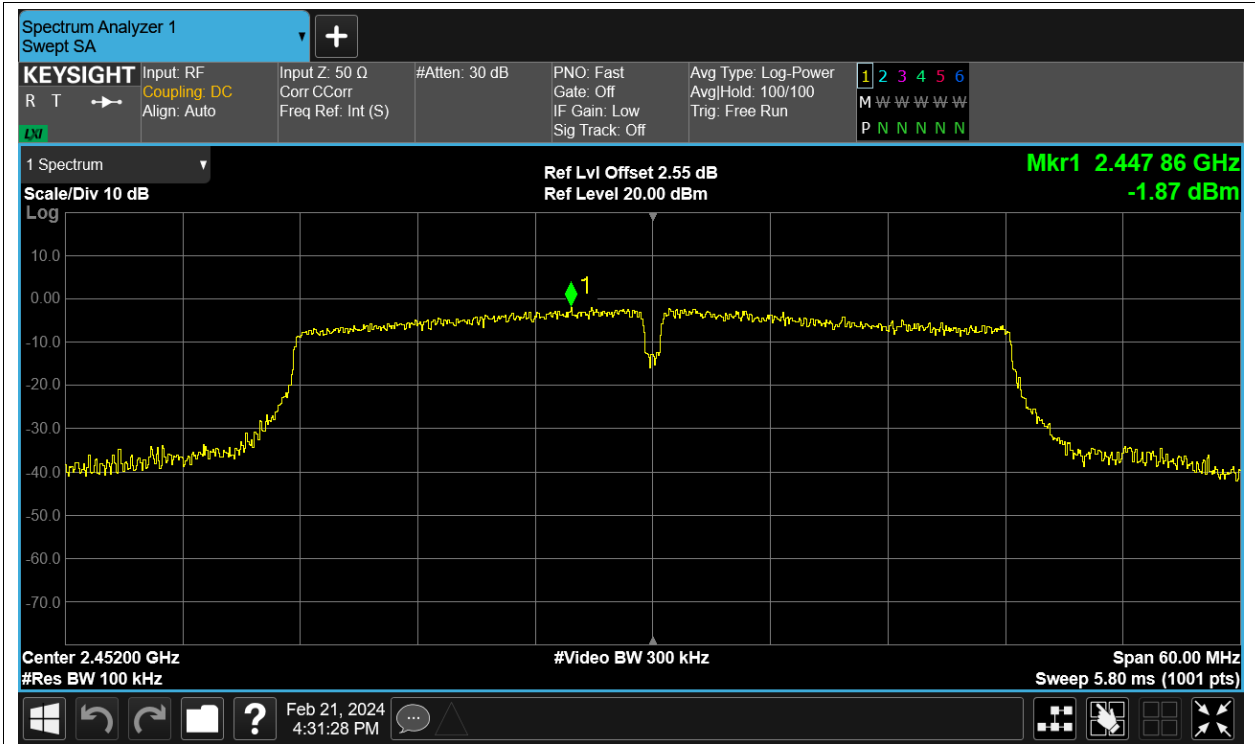 Spectrum Analyzer 1
Swept SA
KEYSIGHT
R T
LXI
Input: RF
Coupling: DC
Align: Auto
Input Z: 50 Ω
Corr CCorr
Freq Ref: Int (S)
#Atten: 30 dB
PNO: Fast
Gate: Off
IF Gain: Low
Sig Track: Off
Avg Type: Log-Power
Avg|Hold: 100/100
Trig: Free Run
1 2 3 4 5 6
M W W W W W
P N N N N N
1 Spectrum
Scale/Div 10 dB
Log
Ref Lvl Offset 2.55 dB
Ref Level 20.00 dBm
Mkr1 2.447 86 GHz
-1.87 dBm
1
10.0
0.00
-10.0
-20.0
-30.0
-40.0
-50.0
-60.0
-70.0
Center 2.45200 GHz
#Res BW 100 kHz
#Video BW 300 kHz
Span 60.00 MHz
Sweep 5.80 ms (1001 pts)
?
Feb 21, 2024
4:31:28 PM